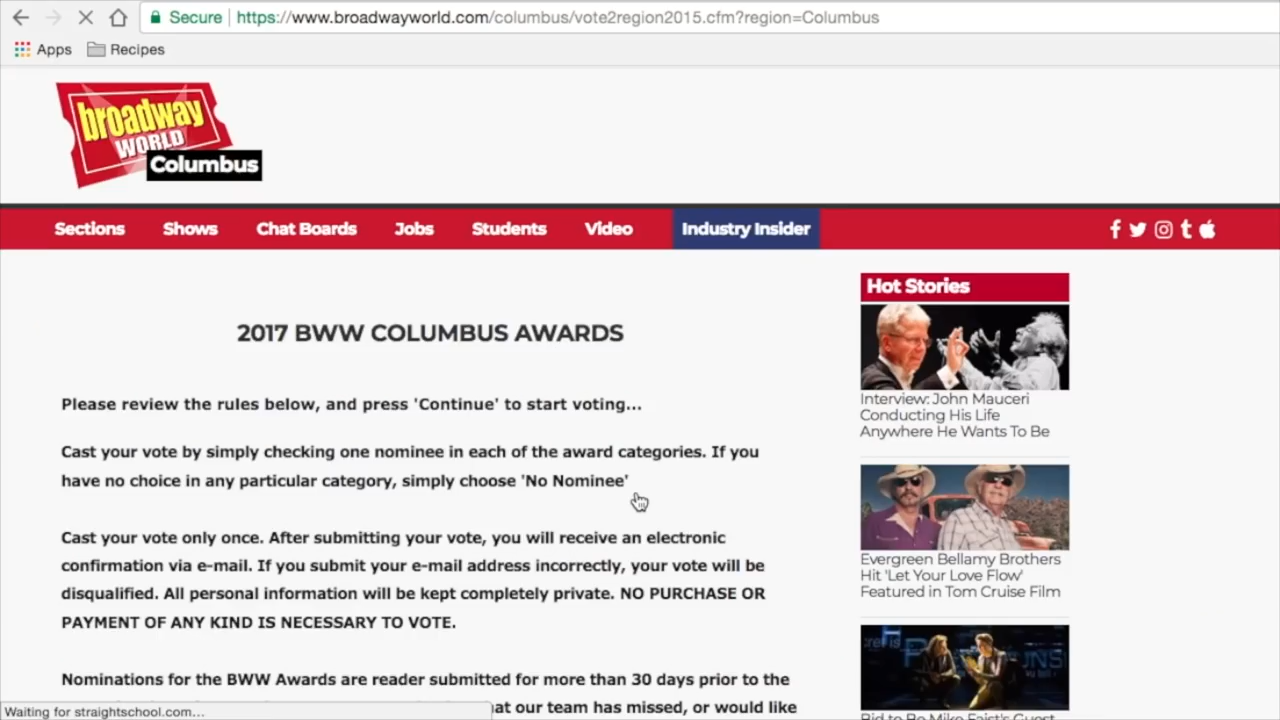 Secure https://www.broadwayworld.com/columbus/vote2region2015.cfm?region=Columbus
Apps Recipes
broadway
WORLD
Columbus
Sections Shows Chat Boards Jobs Students Video Industry Insider
Hot Stories
2017 BWW COLUMBUS AWARDS
Please review the rules below, and press 'Continue' to start voting...
Cast your vote by simply checking one nominee in each of the award categories. If you
have no choice in any particular category, simply choose 'No Nominee'
Cast your vote only once. After submitting your vote, you will receive an electronic
confirmation via e-mail. If you submit your e-mail address incorrectly, your vote will be
disqualified. All personal information will be kept completely private. NO PURCHASE OR
PAYMENT OF ANY KIND IS NECESSARY TO VOTE.
Nominations for the BWW Awards are reader submitted for more than 30 days prior to the
at our team has missed, or would like
Interview: John Mauceri
Conducting His Life
Anywhere He Wants To Be
Evergreen Bellamy Brothers
Hit 'Let Your Love Flow'
Featured in Tom Cruise Film
Bid to Be Mike Faist's Guest
Waiting for straightschool.com...